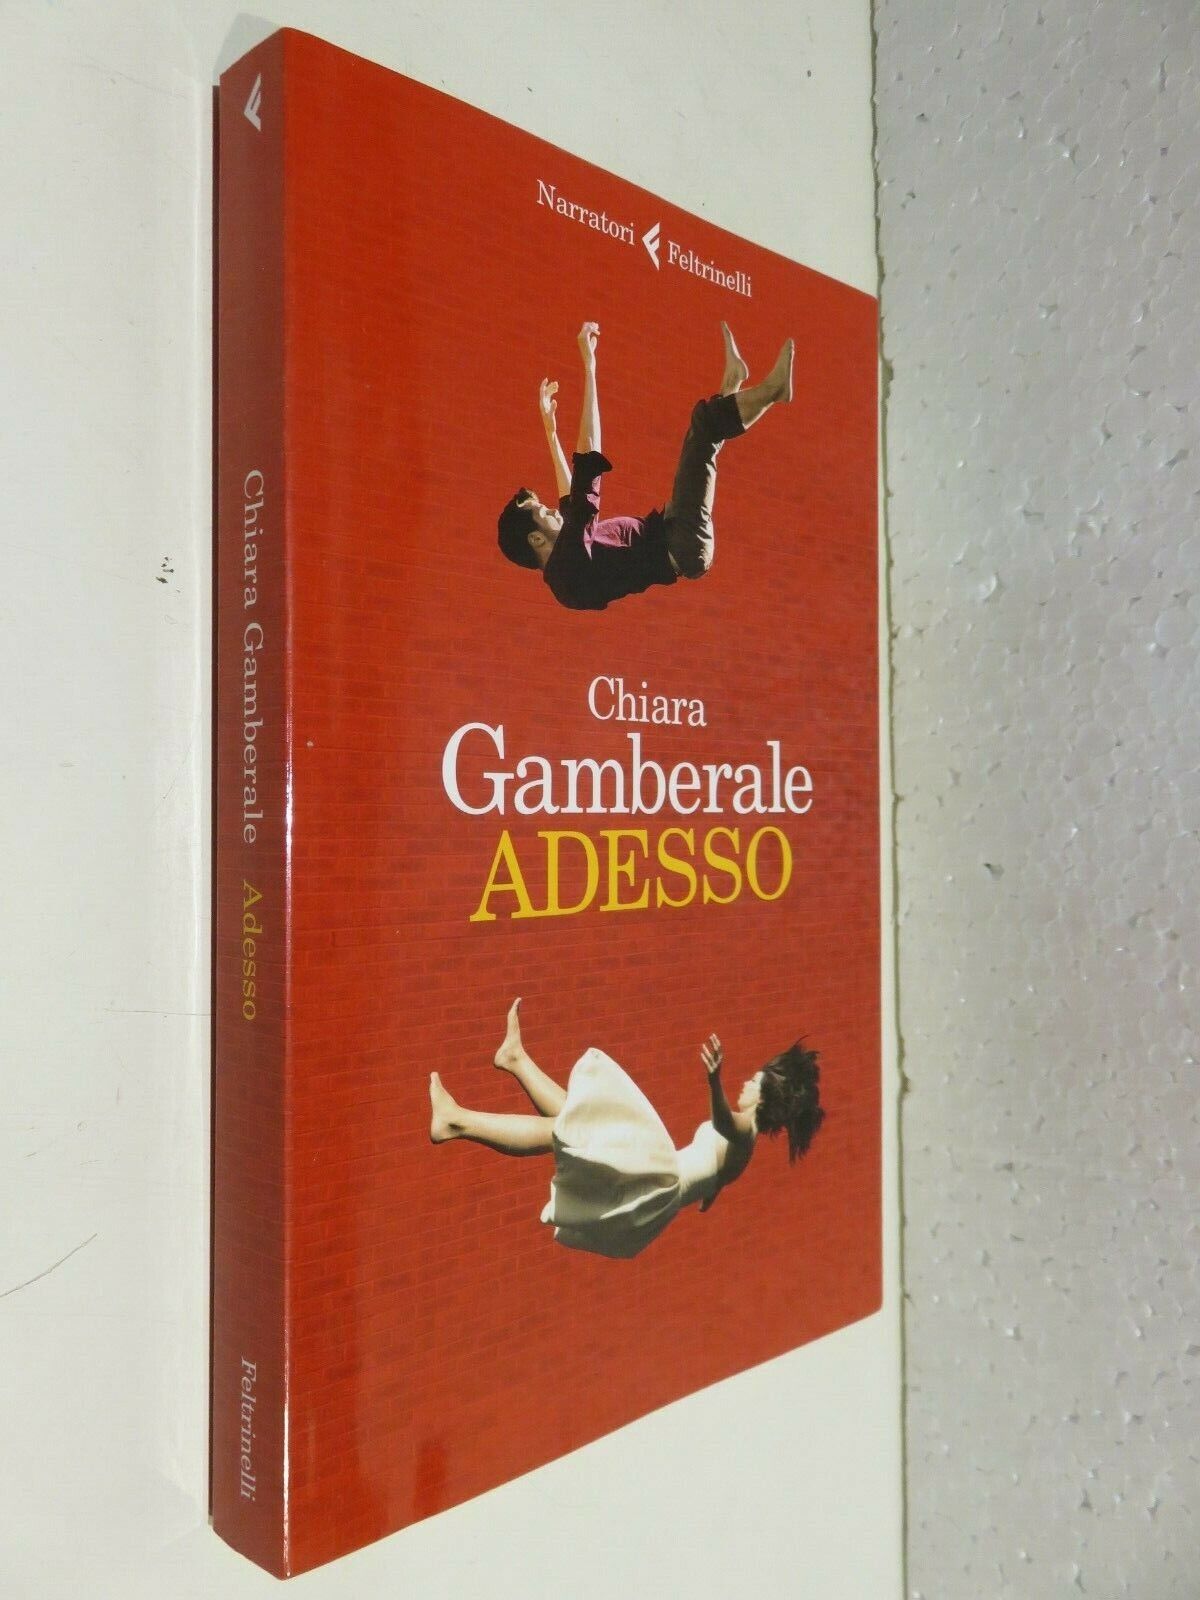 Narratori Feltrinelli
Chiara
Gamberale
ADESSO
Chiara Gamberale Adesso
Feltrinelli